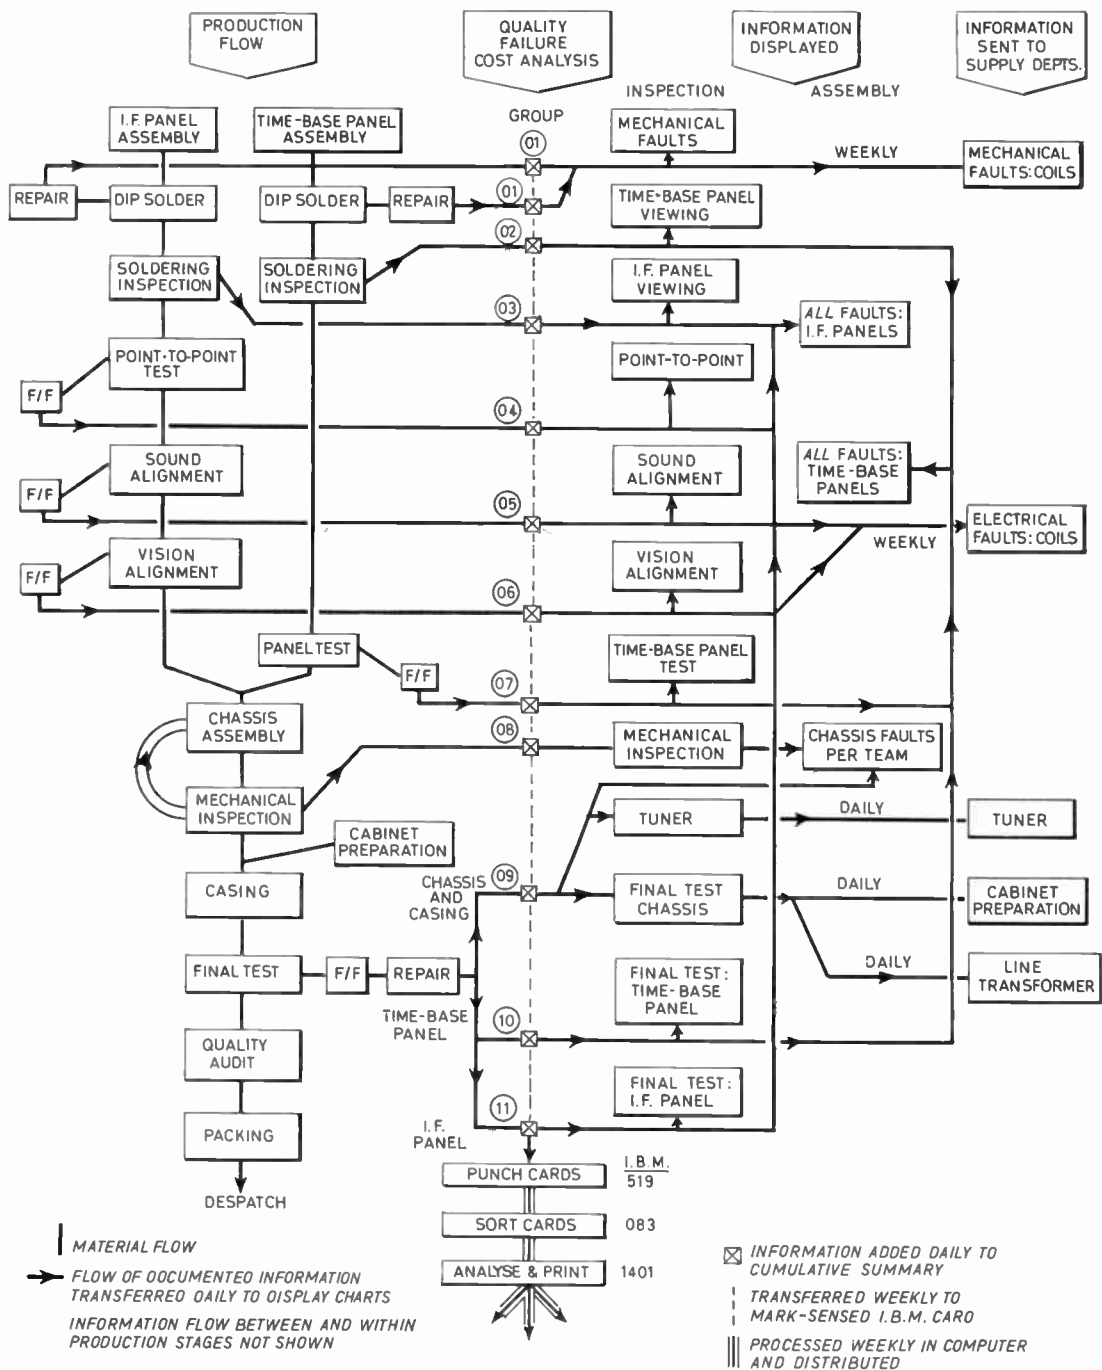 PRODUCTION
FLOW
QUALITY
FAILURE
COST ANALYSIS
INFORMATION
DISPLAYED
INFORMATION
SENT TO
SUPPLY DEPTS.
INSPECTION
ASSEMBLY
GROUP
I.F. PANEL
ASSEMBLY
TIME-BASE PANEL
ASSEMBLY
01
MECHANICAL
FAULTS
WEEKLY
MECHANICAL
FAULTS: COILS
REPAIR
DIP SOLDER
DIP SOLDER
REPAIR
01
TIME-BASE PANEL
VIEWING
02
SOLDERING
INSPECTION
SOLDERING
INSPECTION
I.F. PANEL
VIEWING
03
ALL FAULTS:
I.F. PANELS
POINT-TO-POINT
TEST
POINT-TO-POINT
F/F
04
SOUND
ALIGNMENT
SOUND
ALIGNMENT
ALL FAULTS:
TIME-BASE
PANELS
F/F
05
WEEKLY
ELECTRICAL
FAULTS: COILS
VISION
ALIGNMENT
VISION
ALIGNMENT
F/F
06
PANEL TEST
TIME-BASE PANEL
TEST
F/F
07
CHASSIS
ASSEMBLY
08
MECHANICAL
INSPECTION
CHASSIS FAULTS
PER TEAM
MECHANICAL
INSPECTION
TUNER
DAILY
TUNER
CABINET
PREPARATION
CASING
CHASSIS
AND
CASING
09
FINAL TEST
CHASSIS
DAILY
CABINET
PREPARATION
FINAL TEST
F/F
REPAIR
FINAL TEST:
TIME-BASE
PANEL
DAILY
LINE
TRANSFORMER
TIME-BASE
PANEL
10
QUALITY
AUDIT
FINAL TEST:
I.F. PANEL
11
PACKING
I.F.
PANEL
DESPATCH
PUNCH CARDS
I.B.M.
519
SORT CARDS
083
ANALYSE & PRINT
1401
MATERIAL FLOW
FLOW OF DOCUMENTED INFORMATION
TRANSFERRED DAILY TO DISPLAY CHARTS
INFORMATION FLOW BETWEEN AND WITHIN
PRODUCTION STAGES NOT SHOWN
INFORMATION ADDED DAILY TO
CUMULATIVE SUMMARY
TRANSFERRED WEEKLY TO
MARK-SENSED I.B.M. CARD
PROCESSED WEEKLY IN COMPUTER
AND DISTRIBUTED